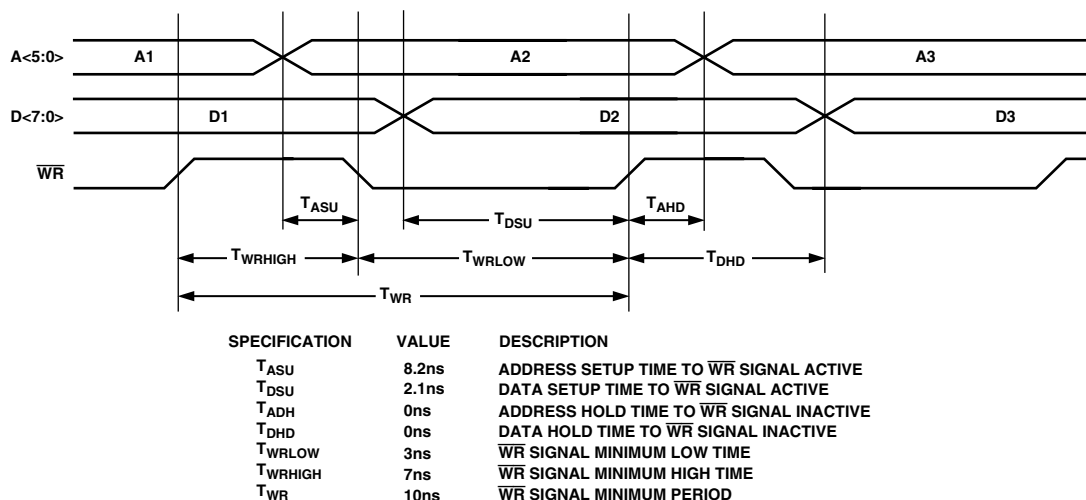 A<5:0> A1 A2 A3
D<7:0> D1 D2 D3
WR
TASU TDSU TAHD
TWRHIGH TWRLOW TDHD
TWR
SPECIFICATION VALUE DESCRIPTION
TASU 8.2ns ADDRESS SETUP TIME TO WR SIGNAL ACTIVE
TDSU 2.1ns DATA SETUP TIME TO WR SIGNAL ACTIVE
TADH 0ns ADDRESS HOLD TIME TO WR SIGNAL INACTIVE
TDHD 0ns DATA HOLD TIME TO WR SIGNAL INACTIVE
TWRLOW 3ns WR SIGNAL MINIMUM LOW TIME
TWRHIGH 7ns WR SIGNAL MINIMUM HIGH TIME
TWR 10ns WR SIGNAL MINIMUM PERIOD